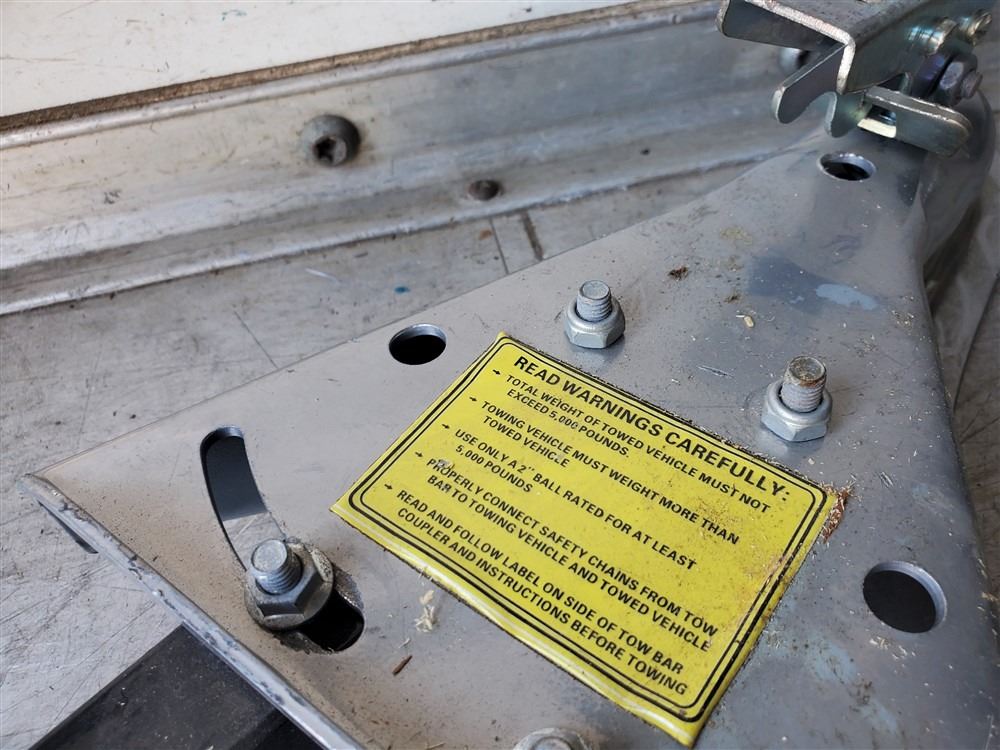 READ WARNINGS CAREFULLY:
→ TOTAL WEIGHT OF TOWED VEHICLE MUST NOT
EXCEED 5,000 POUNDS.
→ TOWING VEHICLE MUST WEIGHT MORE THAN
TOWED VEHICLE
→ USE ONLY A 2" BALL RATED FOR AT LEAST
5,000 POUNDS
→ PROPERLY CONNECT SAFETY CHAINS FROM TOW
BAR TO TOWING VEHICLE AND TOWED VEHICLE
→ READ AND FOLLOW LABEL ON SIDE OF TOW BAR
COUPLER AND INSTRUCTIONS BEFORE TOWING